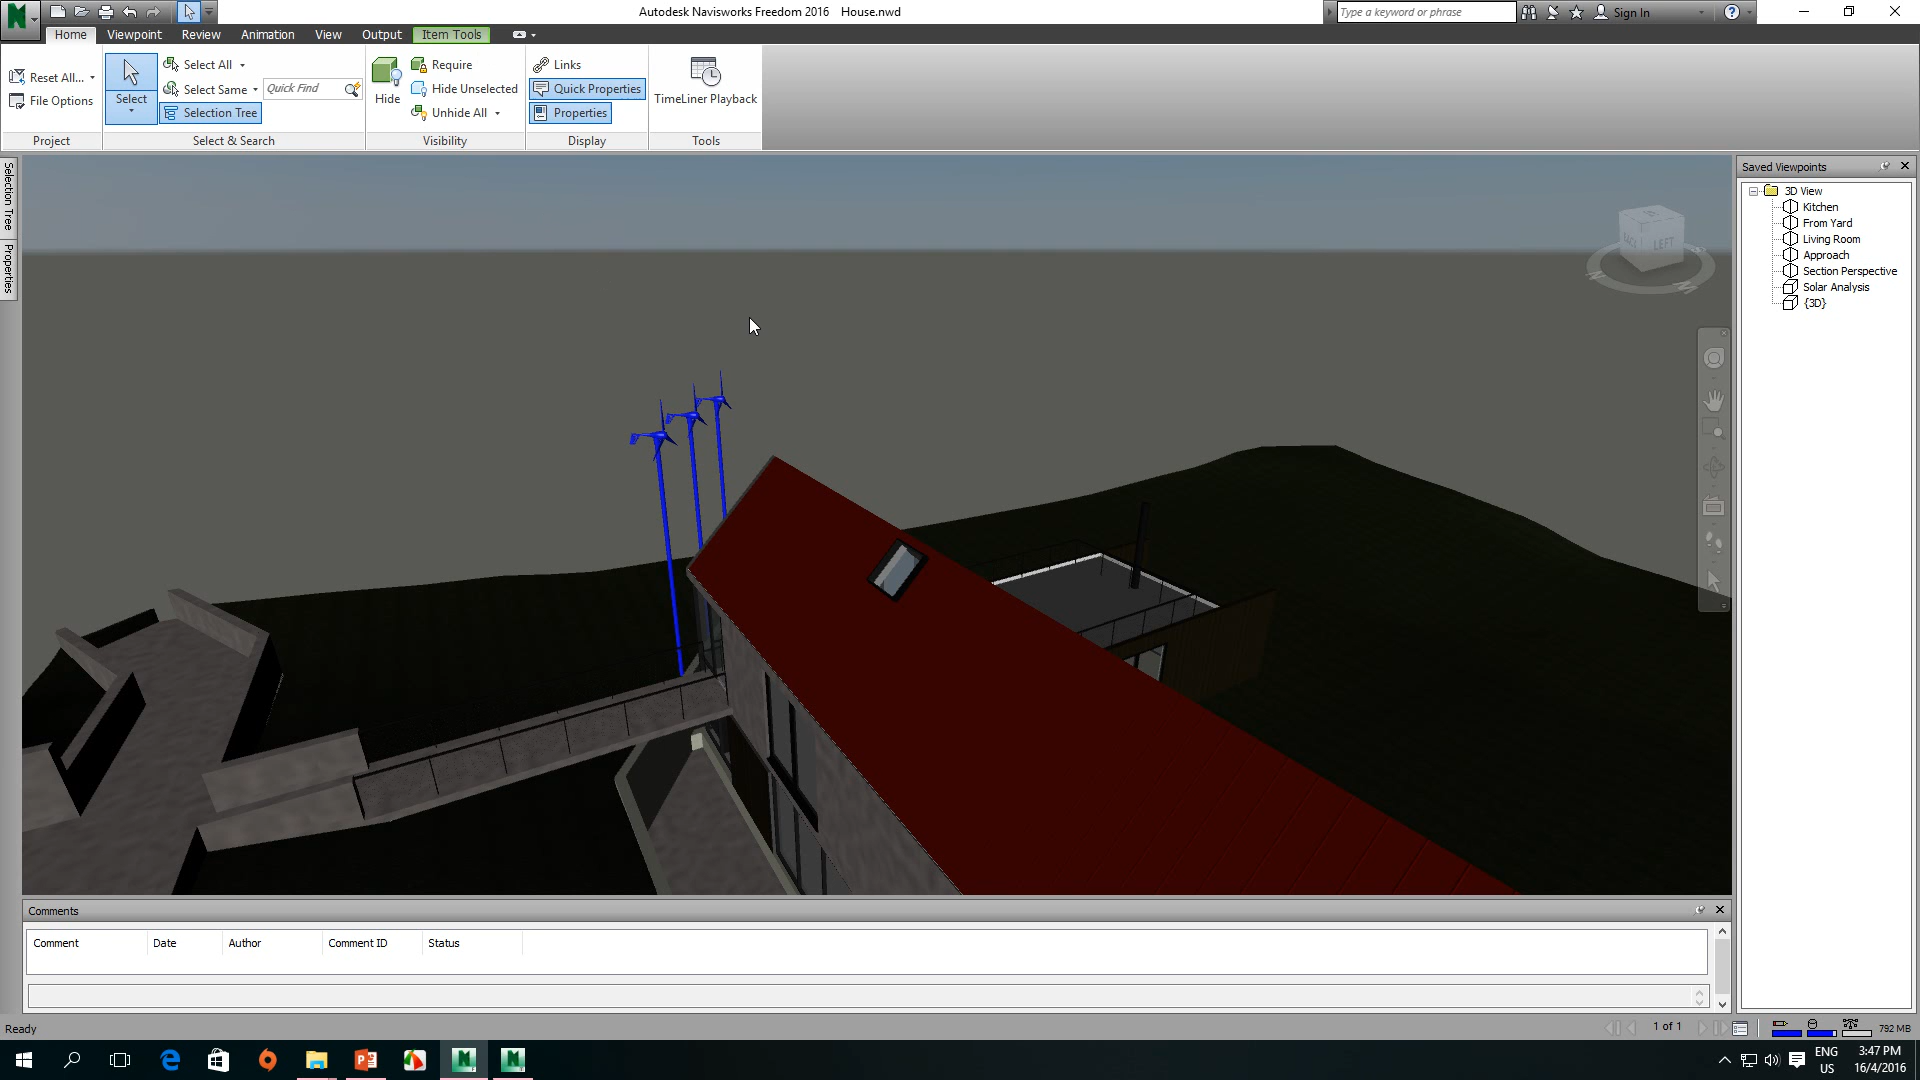 Autodesk Navisworks Freedom 2016 House.nwd
Type a keyword or phrase
Sign In
Home Viewpoint Review Animation View Output Item Tools
Reset All...
File Options
Project
Select
Select All
Select Same
Quick Find
Selection Tree
Select & Search
Hide
Require
Hide Unselected
Unhide All
Visibility
Links
Quick Properties
Properties
Display
TimeLiner Playback
Tools
Selection Tree
Properties
LEFT
Saved Viewpoints
3D View
Kitchen
From Yard
Living Room
Approach
Section Perspective
Solar Analysis
{3D}
Comments
Comment Date Author Comment ID Status
Ready
1 of 1
792 MB
ENG
US
3:47 PM
16/4/2016